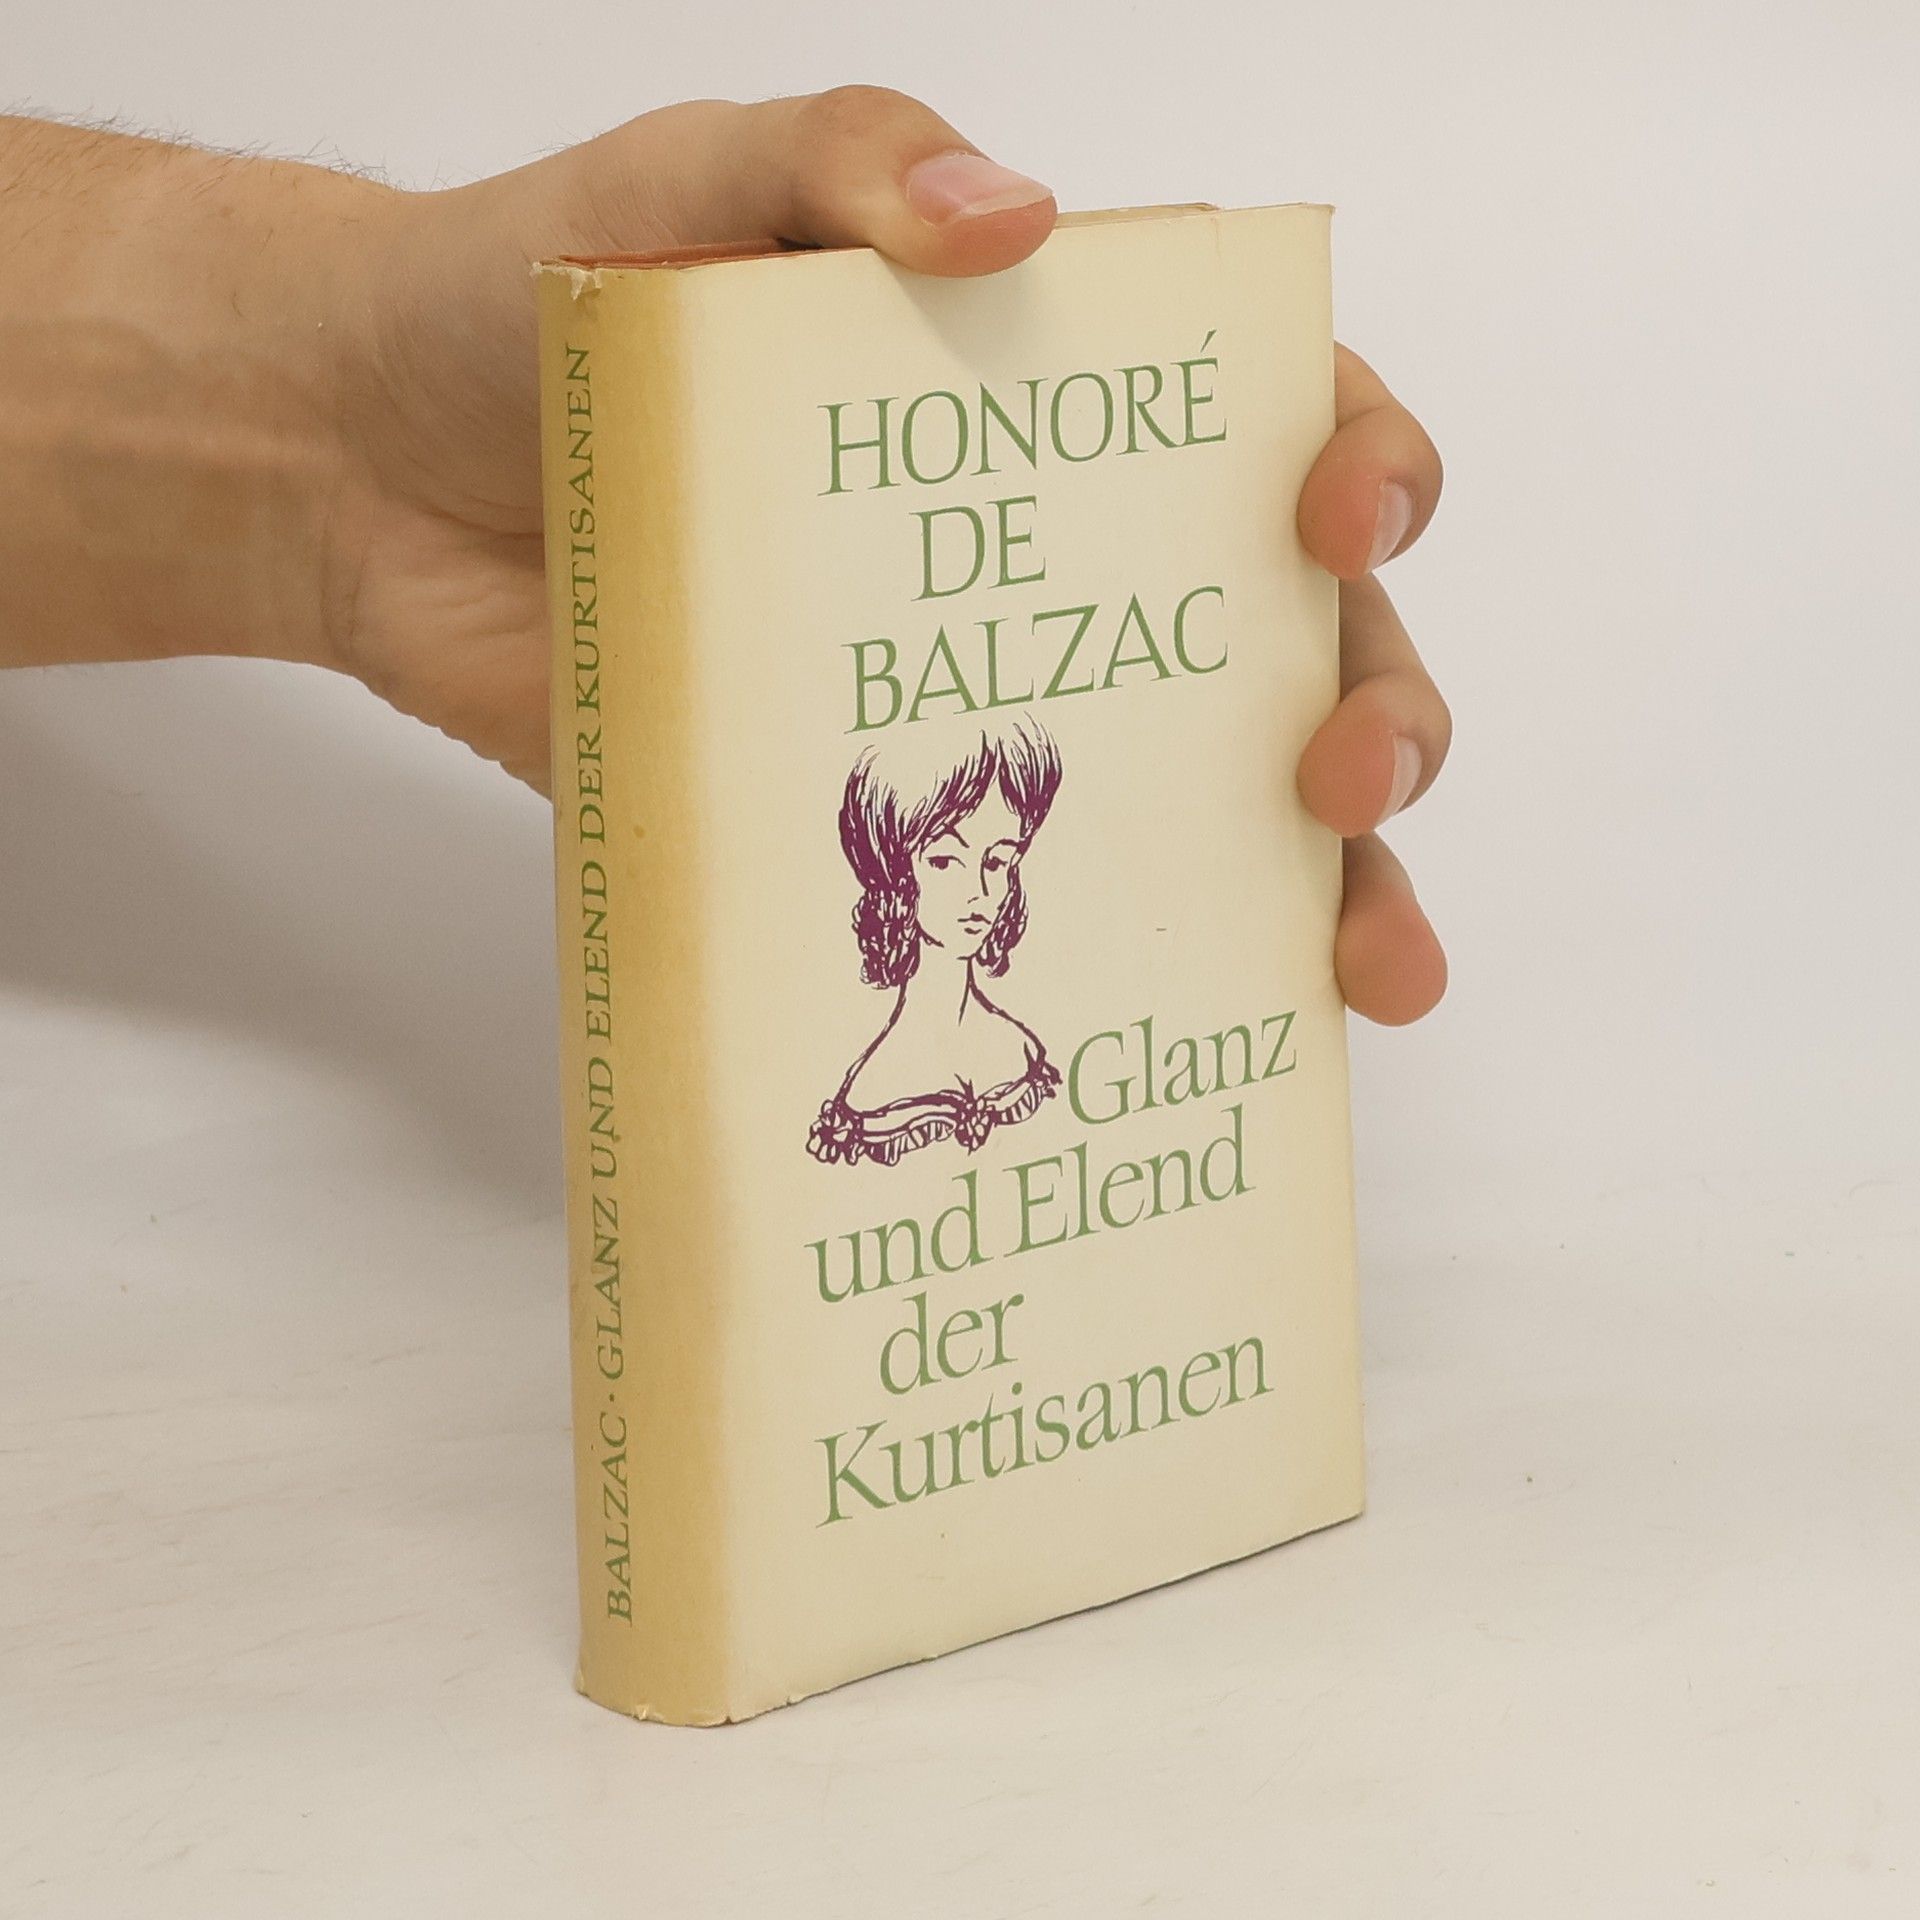 BALZAC · GLANZ UND ELEND DER KURTISANEN
HONORÉ
DE
BALZAC
Glanz
und Elend
der
Kurtisanen